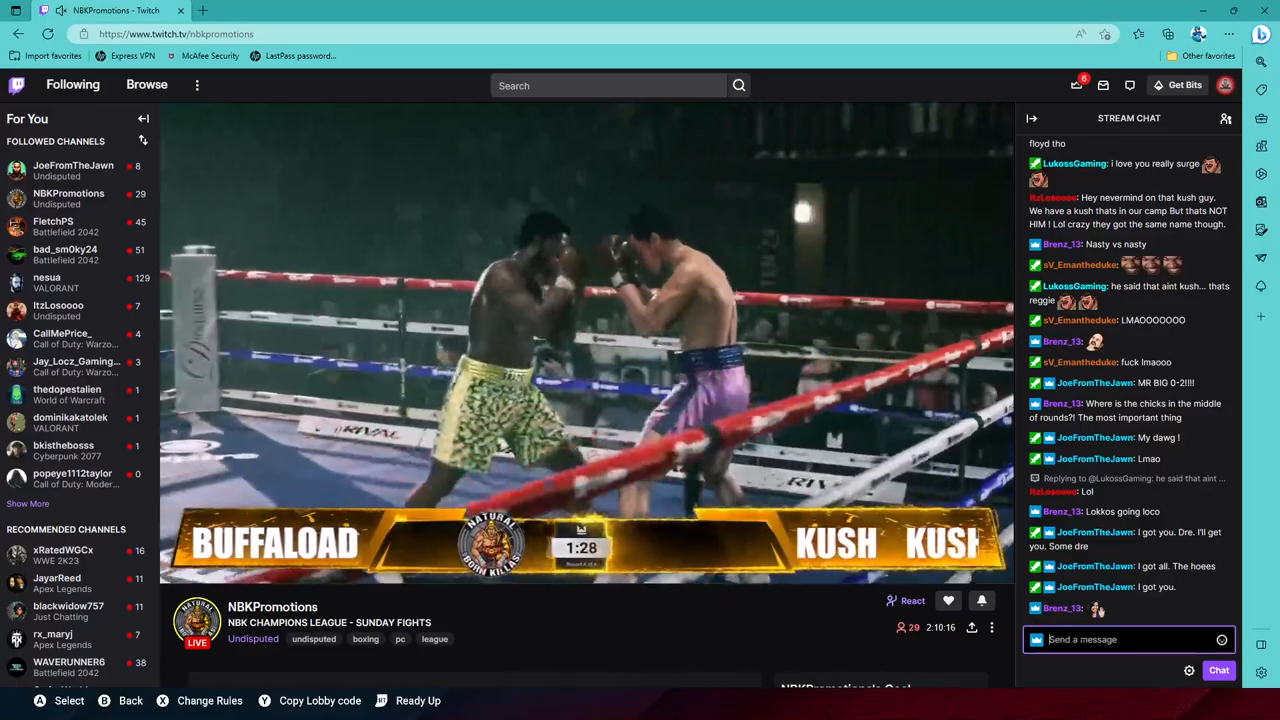 NBKPromotions - Twitch
https://www.twitch.tv/nbkpromotions
Import favorites
Express VPN
McAfee Security
LastPass password...
Other favorites
Following
Browse
Search
6
Get Bits
For You
FOLLOWED CHANNELS
JoeFromTheJawn 8
Undisputed
NBKPromotions 29
Undisputed
FletchPS 45
Battlefield 2042
bad_sm0ky24 51
Battlefield 2042
nesua 129
VALORANT
ItzLosoooo 7
Undisputed
CallMePrice_ 4
Call of Duty: Warzo...
Jay_Locz_Gaming... 3
Call of Duty: Warzo...
thedopestalien 1
World of Warcraft
dominikakatolek 1
VALORANT
bkisthebosss 1
Cyberpunk 2077
popeye1112taylor 0
Call of Duty: Moder...
Show More
RECOMMENDED CHANNELS
xRatedWGCx 16
WWE 2K23
JayarReed 11
Apex Legends
blackwidow757 11
Just Chatting
rx_maryj 7
Apex Legends
WAVERUNNER6 38
Battlefield 2042
RIVAL
RIVAL
BUFFALOAD
NATURAL
BORN KILLAS
1:28
KUSH KUSH
LIVE
NBKPromotions
NBK CHAMPIONS LEAGUE - SUNDAY FIGHTS
Undisputed undisputed boxing pc league
React
29 2:10:16
NBKPromotions's Goal
STREAM CHAT
floyd tho
LukossGaming: i love you really surge
ItzLosoooo: Hey nevermind on that kush guy.
We have a kush thats in our camp But thats NOT
HIM ! Lol crazy they got the same name though.
Brenz_13: Nasty vs nasty
sV_Emantheduke:
LukossGaming: he said that aint kush... thats
reggie
sV_Emantheduke: LMAOOOOOOO
Brenz_13:
sV_Emantheduke: fuck lmaooo
JoeFromTheJawn: MR BIG 0-2!!!!
Brenz_13: Where is the chicks in the middle
of rounds?! The most important thing
JoeFromTheJawn: My dawg !
JoeFromTheJawn: Lmao
Replying to @LukossGaming: he said that aint ...
ItzLosoooo: Lol
Brenz_13: Lokkos going loco
JoeFromTheJawn: I got you. Dre. I'll get
you. Some dre
JoeFromTheJawn: I got all. The hoees
JoeFromTheJawn: I got you.
Brenz_13:
Send a message
Chat
A Select
B Back
X Change Rules
Y Copy Lobby code
RT Ready Up